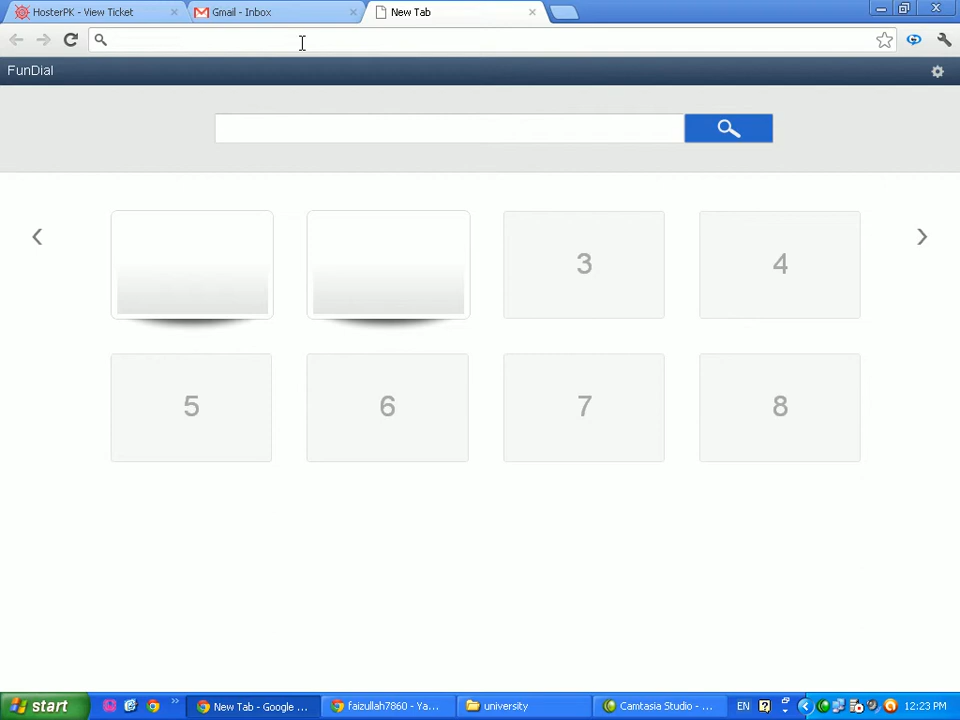 HosterPK - View Ticket
Gmail - Inbox
New Tab
FunDial
3
4
5
6
7
8
start
New Tab - Google ...
faizullah7860 - Ya...
university
Camtasia Studio - ...
EN
12:23 PM